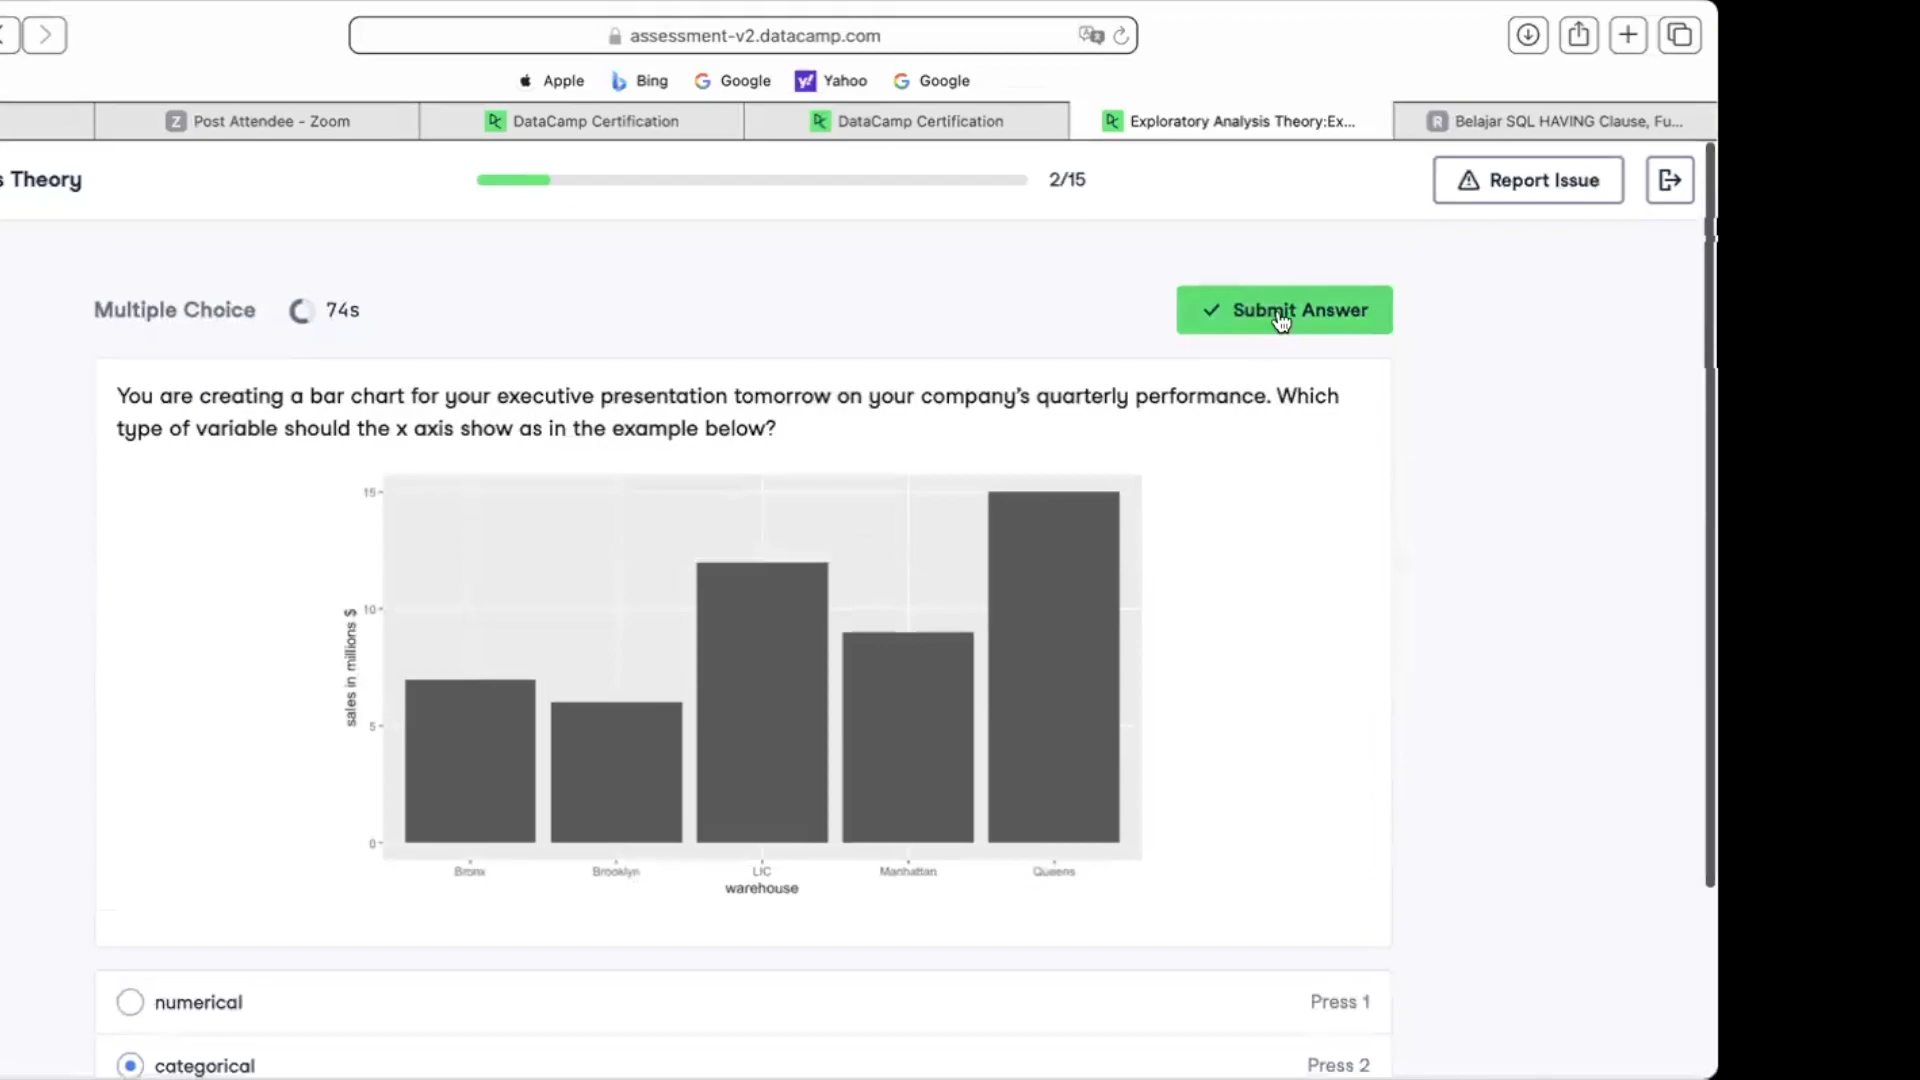 assessment-v2.datacamp.com
Apple
Bing
Google
Yahoo
Google
Post Attendee - Zoom
DataCamp Certification
DataCamp Certification
Exploratory Analysis Theory:Ex...
Belajar SQL HAVING Clause, Fu...
s Theory
2/15
Report Issue
Multiple Choice
74s
Submit Answer
You are creating a bar chart for your executive presentation tomorrow on your company's quarterly performance. Which
type of variable should the x axis show as in the example below?
15
10
5
0
sales in millions $
Bronx
Brooklyn
LIC
Manhattan
Queens
warehouse
numerical
Press 1
categorical
Press 2